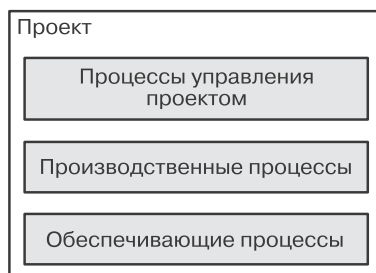 Проект
Процессы управления
проектом
Производственные процессы
Обеспечивающие процессы